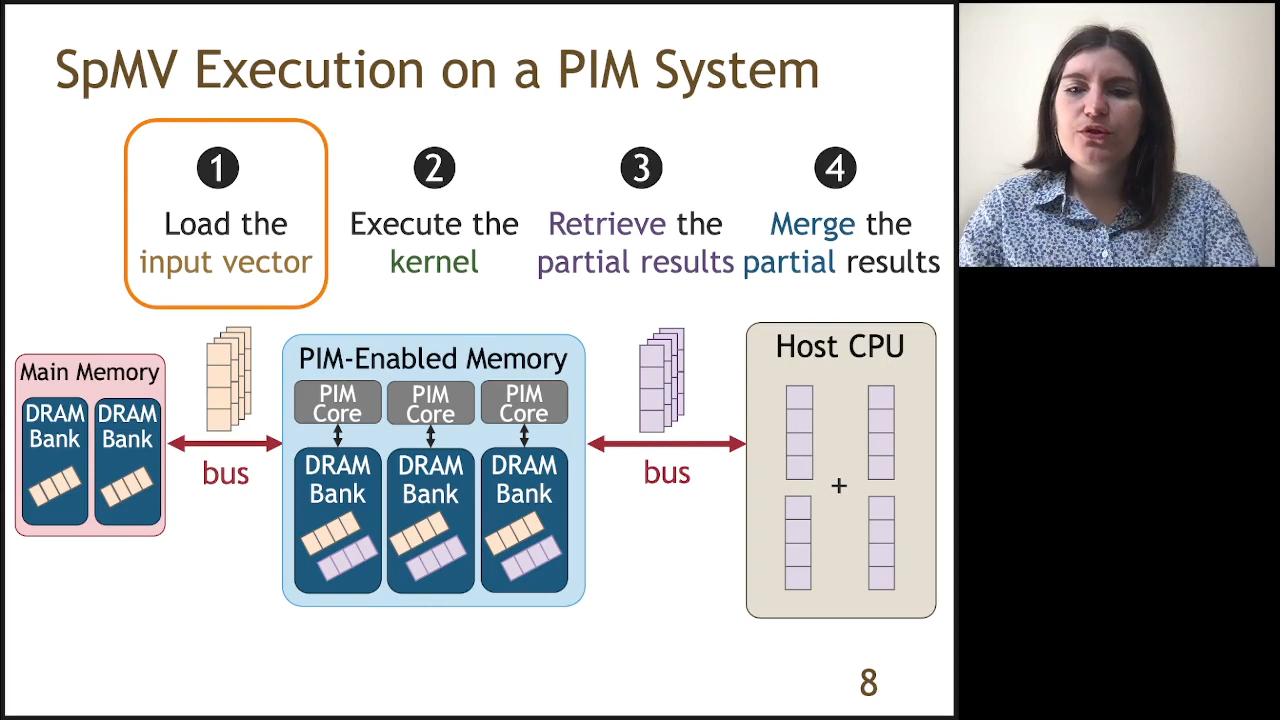 SpMV Execution on a PIM System
1
2
3
4
Load the
input vector
Execute the
kernel
Retrieve the
partial results
Merge the
partial results
Main Memory
DRAM
Bank
DRAM
Bank
bus
PIM-Enabled Memory
PIM
Core
PIM
Core
PIM
Core
DRAM
Bank
DRAM
Bank
DRAM
Bank
bus
Host CPU
+
8